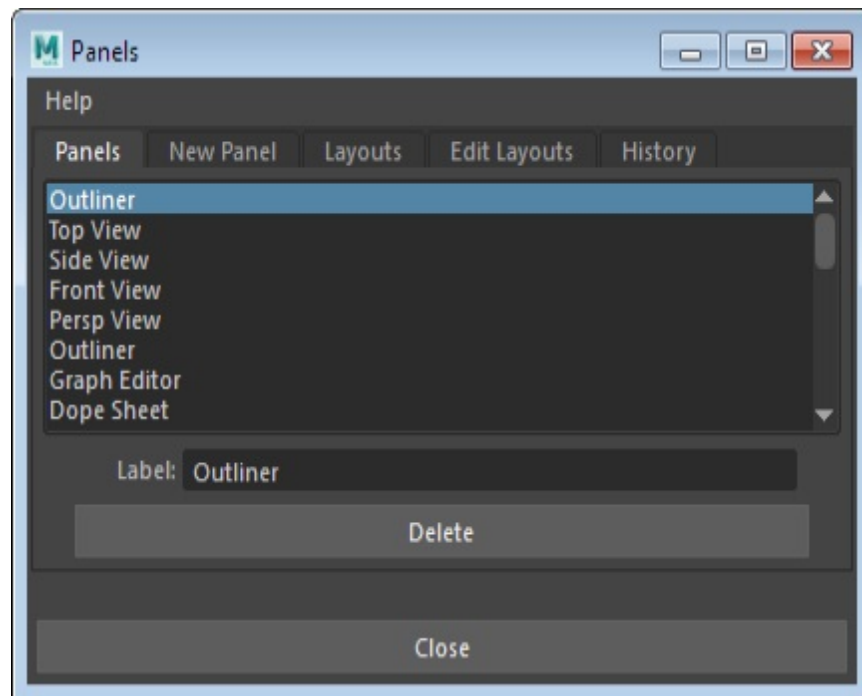 Panels
Help
Panels New Panel Layouts Edit Layouts History
Outliner
Top View
Side View
Front View
Persp View
Outliner
Graph Editor
Dope Sheet
Label: Outliner
Delete
Close